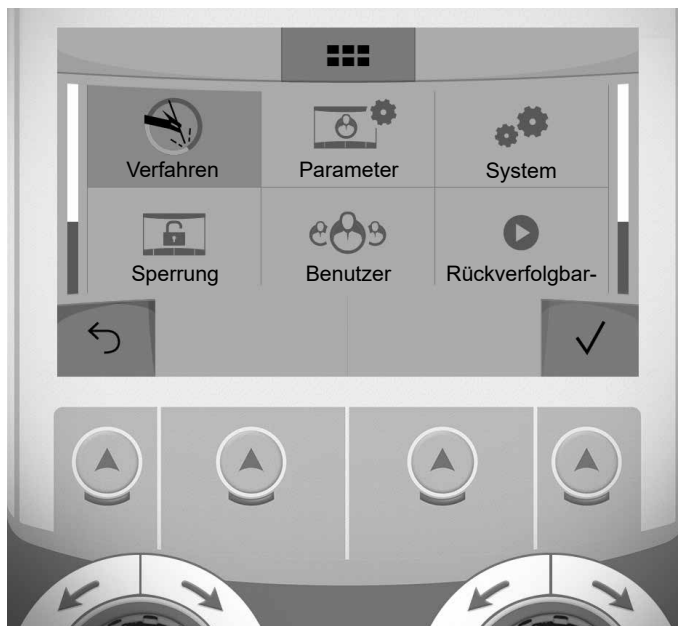 Verfahren
Parameter
System
Sperrung
Benutzer
Rückverfolgbar-